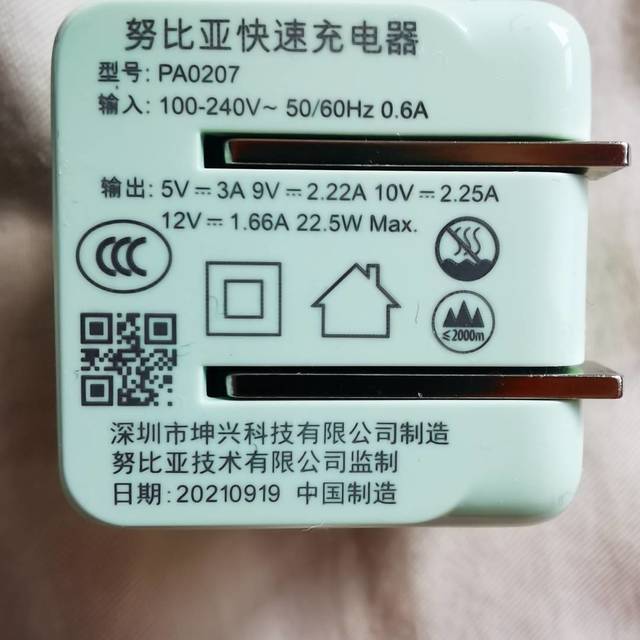 努比亚快速充电器
型号: PA0207
输入: 100-240V~ 50/60Hz 0.6A
输出: 5V⎓3A 9V⎓2.22A 10V⎓2.25A
12V⎓1.66A 22.5W Max.
CCC
≤2000m
深圳市坤兴科技有限公司制造
努比亚技术有限公司监制
日期: 20210919 中国制造